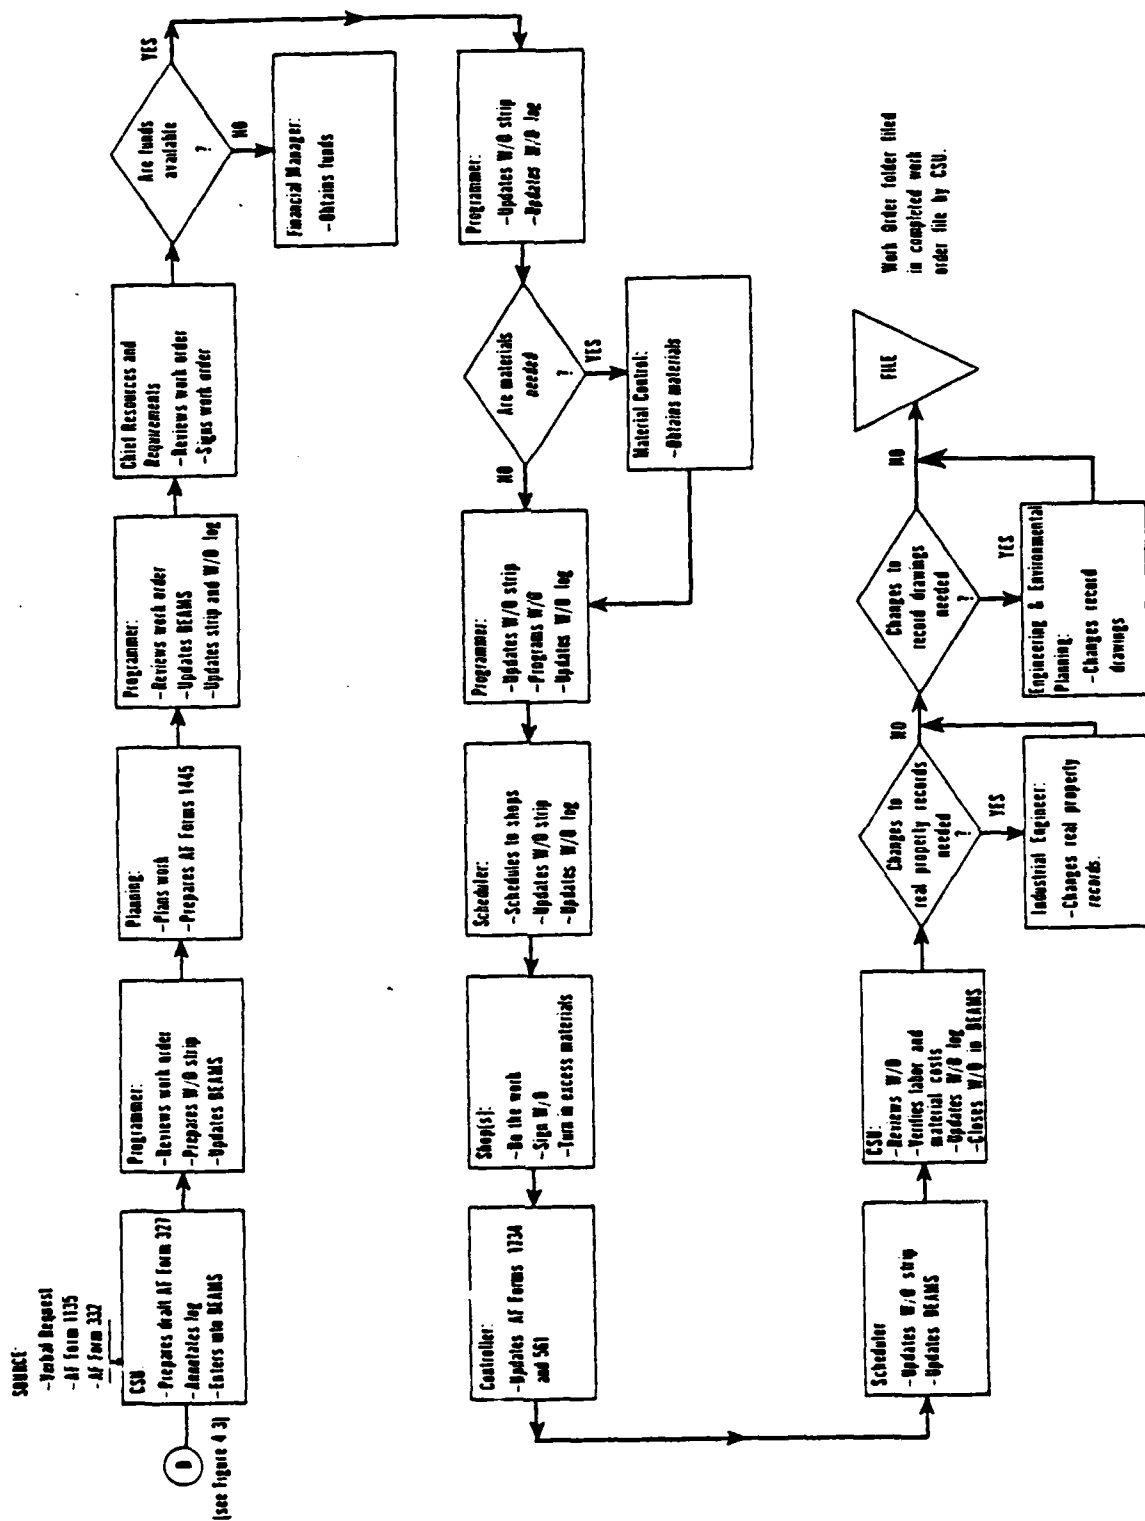 SOURCE:
-Verbal Request
-AF Form 1135
-AF Form 332
D
(see Figure 4.3)
CSU:
-Prepares draft AF Form 327
-Annotates log
-Enters into BEAMS
Programmer:
-Reviews work order
-Prepares W/O strip
-Updates BEAMS
Planning:
-Plans work
-Prepares AF Forms 1445
Programmer:
-Reviews work order
-Updates BEAMS
-Updates strip and W/O log
Chief Resources and
Requirements
-Reviews work order
-Signs work order
Are funds
available
?
YES
NO
Financial Manager:
-Obtains funds
Programmer:
-Updates W/O strip
-Updates W/O log
Are materials
needed
?
YES
NO
Material Control:
-Obtains materials
Programmer:
-Updates W/O strip
-Programs W/O
-Updates W/O log
Scheduler:
-Schedules to shops
-Updates W/O strip
-Updates W/O log
Shop(s):
-Do the work
-Sign W/O
-Turn in excess materials
Controller:
-Updates AF Forms 1734
and 561
Scheduler
-Updates W/O strip
-Updates BEAMS
CSU:
-Reviews W/O
-Verifies labor and
material costs
-Updates W/O log
-Closes W/O in BEAMS
Changes to
real property records
needed
?
NO
YES
Industrial Engineer:
-Changes real property
records.
Changes to
record drawings
needed
?
NO
YES
Engineering & Environmental
Planning:
-Changes record
drawings
FILE
Work Order folder filed
in completed work
order file by CSU.